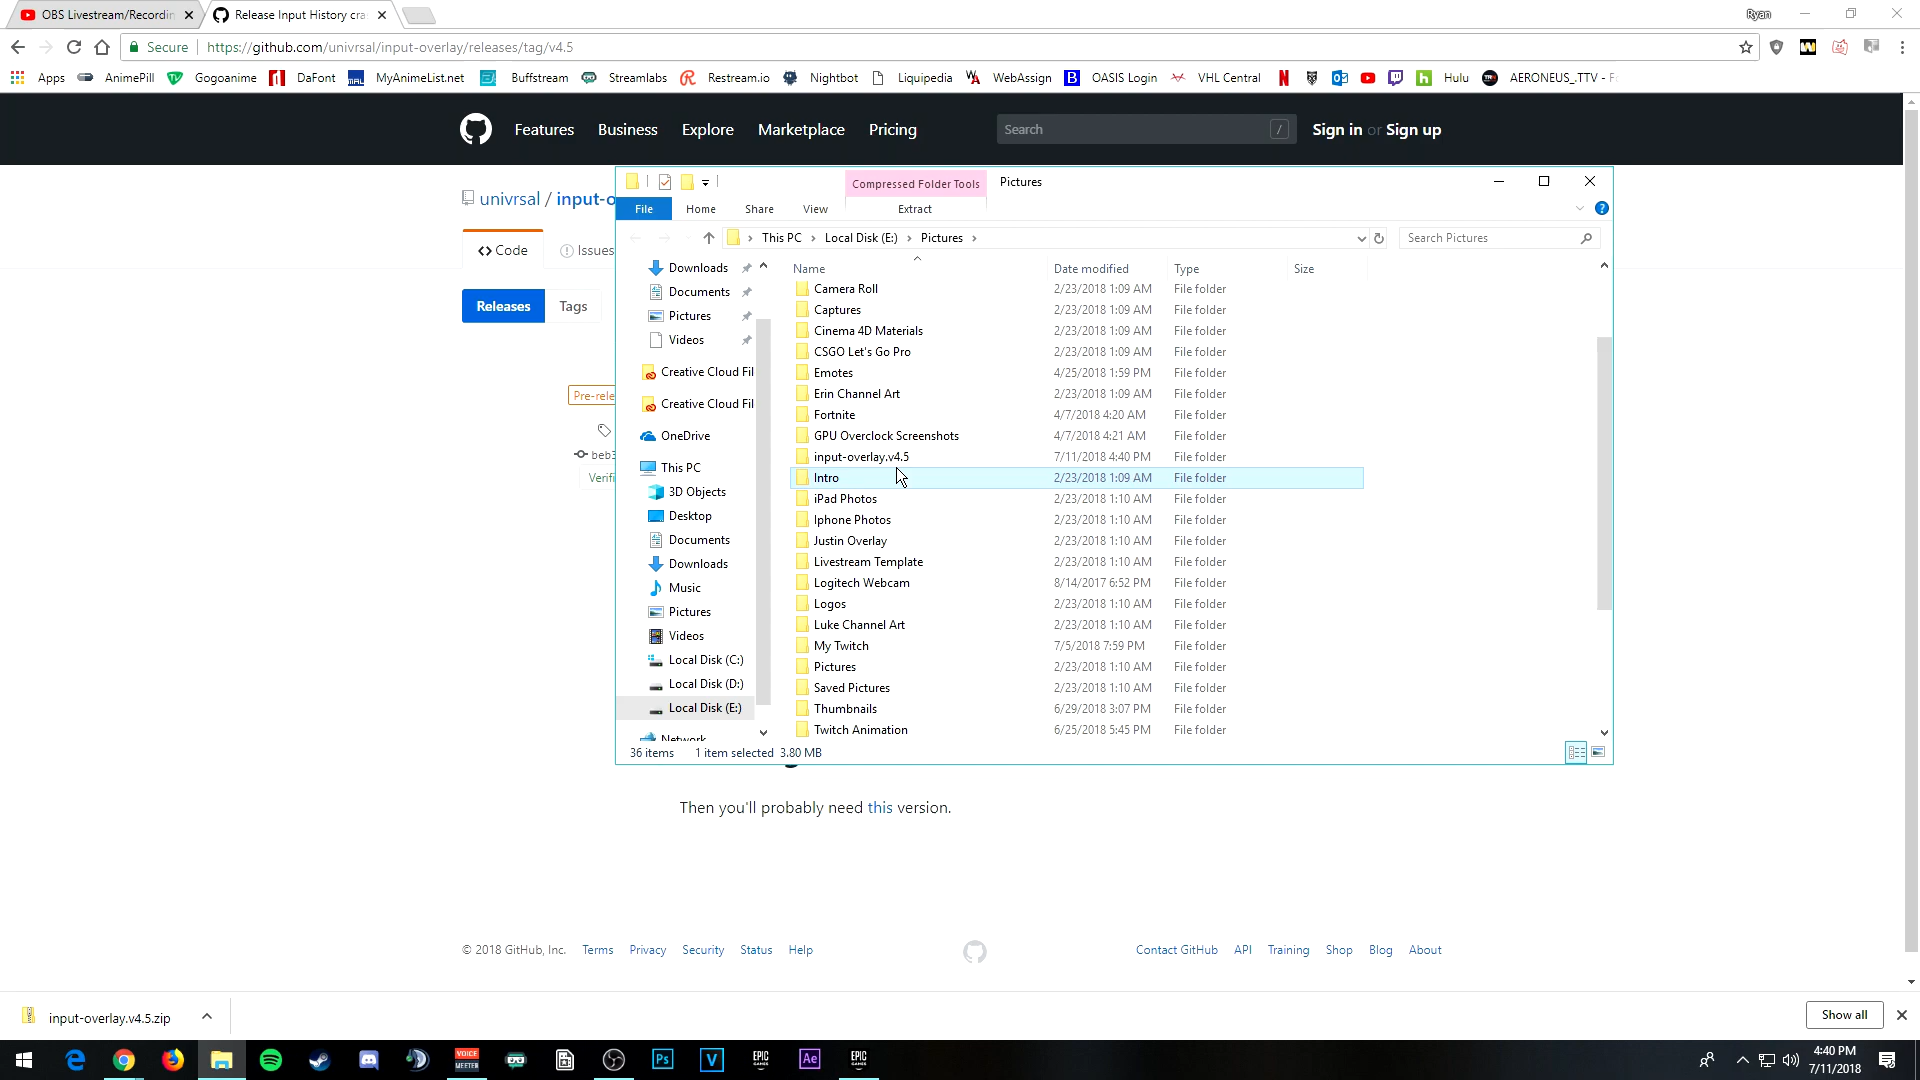 OBS Livestream/Recordin
Release Input History cra
Ryan
Secure
https://github.com/univrsal/input-overlay/releases/tag/v4.5
Apps
AnimePill
Gogoanime
DaFont
MyAnimeList.net
Buffstream
Streamlabs
Restream.io
Nightbot
Liquipedia
WebAssign
OASIS Login
VHL Central
Hulu
AERONEUS_.TTV - F
Features
Business
Explore
Marketplace
Pricing
Search
/
Sign in or Sign up
univrsal / input-o
Code
Issues
Releases
Tags
Pre-rele
beb3
Verifi
Compressed Folder Tools
Pictures
File
Home
Share
View
Extract
This PC
Local Disk (E:)
Pictures
Search Pictures
Downloads
Documents
Pictures
Videos
Creative Cloud Fil
Creative Cloud Fil
OneDrive
This PC
3D Objects
Desktop
Documents
Downloads
Music
Pictures
Videos
Local Disk (C:)
Local Disk (D:)
Local Disk (E:)
Network
Name Date modified Type Size
Camera Roll 2/23/2018 1:09 AM File folder
Captures 2/23/2018 1:09 AM File folder
Cinema 4D Materials 2/23/2018 1:09 AM File folder
CSGO Let's Go Pro 2/23/2018 1:09 AM File folder
Emotes 4/25/2018 1:59 PM File folder
Erin Channel Art 2/23/2018 1:09 AM File folder
Fortnite 4/7/2018 4:20 AM File folder
GPU Overclock Screenshots 4/7/2018 4:21 AM File folder
input-overlay.v4.5 7/11/2018 4:40 PM File folder
Intro 2/23/2018 1:09 AM File folder
iPad Photos 2/23/2018 1:10 AM File folder
Iphone Photos 2/23/2018 1:10 AM File folder
Justin Overlay 2/23/2018 1:10 AM File folder
Livestream Template 2/23/2018 1:10 AM File folder
Logitech Webcam 8/14/2017 6:52 PM File folder
Logos 2/23/2018 1:10 AM File folder
Luke Channel Art 2/23/2018 1:10 AM File folder
My Twitch 7/5/2018 7:59 PM File folder
Pictures 2/23/2018 1:10 AM File folder
Saved Pictures 2/23/2018 1:10 AM File folder
Thumbnails 6/29/2018 3:07 PM File folder
Twitch Animation 6/25/2018 5:45 PM File folder
36 items 1 item selected 3.80 MB
Then you'll probably need this version.
© 2018 GitHub, Inc. Terms Privacy Security Status Help
Contact GitHub API Training Shop Blog About
input-overlay.v4.5.zip
Show all
VOICE
MEETER
Ps
V
EPIC
GAMES
Ae
EPIC
GAMES
4:40 PM
7/11/2018